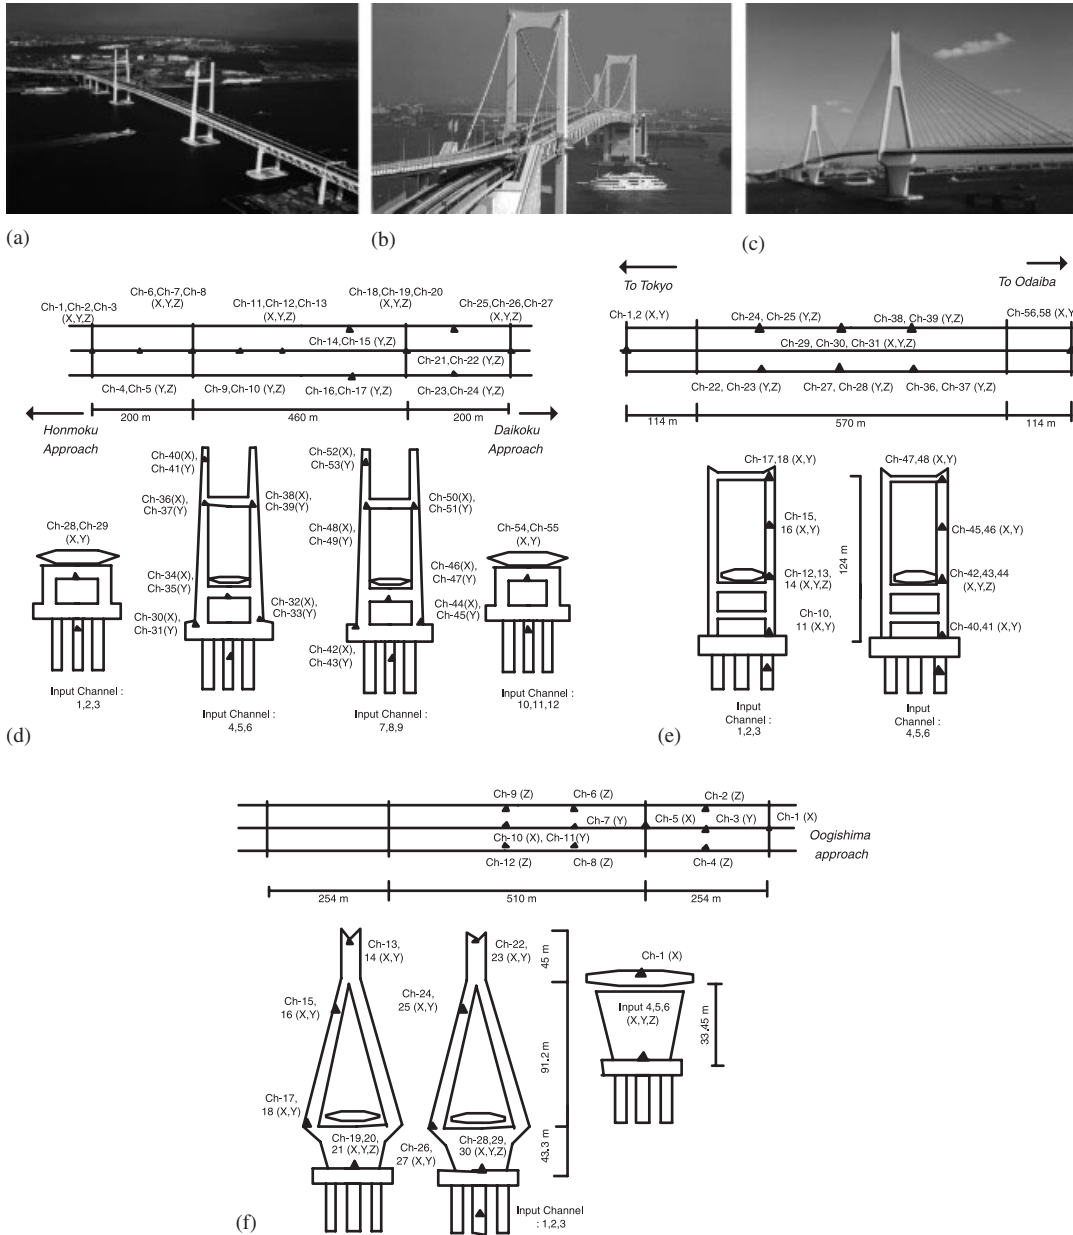 (a)
(b)
(c)
Ch-1,Ch-2,Ch-3
(X,Y,Z)
Ch-6,Ch-7,Ch-8
(X,Y,Z)
Ch-11,Ch-12,Ch-13
(X,Y,Z)
Ch-18,Ch-19,Ch-20
(X,Y,Z)
Ch-25,Ch-26,Ch-27
(X,Y,Z)
Ch-14,Ch-15 (Y,Z)
Ch-21,Ch-22 (Y,Z)
Ch-4,Ch-5 (Y,Z)
Ch-9,Ch-10 (Y,Z)
Ch-16,Ch-17 (Y,Z)
Ch-23,Ch-24 (Y,Z)
200 m
460 m
200 m
Honmoku
Approach
Daikoku
Approach
Ch-28,Ch-29
(X,Y)
Input Channel :
1,2,3
Ch-40(X),
Ch-41(Y)
Ch-36(X),
Ch-37(Y)
Ch-38(X),
Ch-39(Y)
Ch-34(X),
Ch-35(Y)
Ch-32(X),
Ch-33(Y)
Ch-30(X),
Ch-31(Y)
Input Channel :
4,5,6
Ch-52(X),
Ch-53(Y)
Ch-50(X),
Ch-51(Y)
Ch-48(X),
Ch-49(Y)
Ch-46(X),
Ch-47(Y)
Ch-44(X),
Ch-45(Y)
Ch-42(X),
Ch-43(Y)
Input Channel :
7,8,9
Ch-54,Ch-55
(X,Y)
Input Channel :
10,11,12
(d)
To Tokyo
To Odaiba
Ch-1,2 (X,Y)
Ch-24, Ch-25 (Y,Z)
Ch-38, Ch-39 (Y,Z)
Ch-56,58 (X,Y)
Ch-29, Ch-30, Ch-31 (X,Y,Z)
Ch-22, Ch-23 (Y,Z)
Ch-27, Ch-28 (Y,Z)
Ch-36, Ch-37 (Y,Z)
114 m
570 m
114 m
Ch-17,18 (X,Y)
Ch-15,
16 (X,Y)
Ch-12,13,
14 (X,Y,Z)
Ch-10,
11 (X,Y)
Input
Channel :
1,2,3
124 m
Ch-47,48 (X,Y)
Ch-45,46 (X,Y)
Ch-42,43,44
(X,Y,Z)
Ch-40,41 (X,Y)
Input
Channel :
4,5,6
(e)
Ch-9 (Z)
Ch-6 (Z)
Ch-2 (Z)
Ch-7 (Y)
Ch-5 (X)
Ch-3 (Y)
Ch-1 (X)
Ch-10 (X), Ch-11(Y)
Ch-12 (Z)
Ch-8 (Z)
Ch-4 (Z)
Oogishima
approach
254 m
510 m
254 m
Ch-13,
14 (X,Y)
Ch-15,
16 (X,Y)
Ch-17,
18 (X,Y)
Ch-19,20,
21 (X,Y,Z)
Ch-22,
23 (X,Y)
Ch-24,
25 (X,Y)
Ch-26,
27 (X,Y)
Ch-28,29,
30 (X,Y,Z)
Input Channel
: 1,2,3
45 m
91.2 m
43.3 m
Ch-1 (X)
Input 4,5,6
(X,Y,Z)
33.45 m
(f)